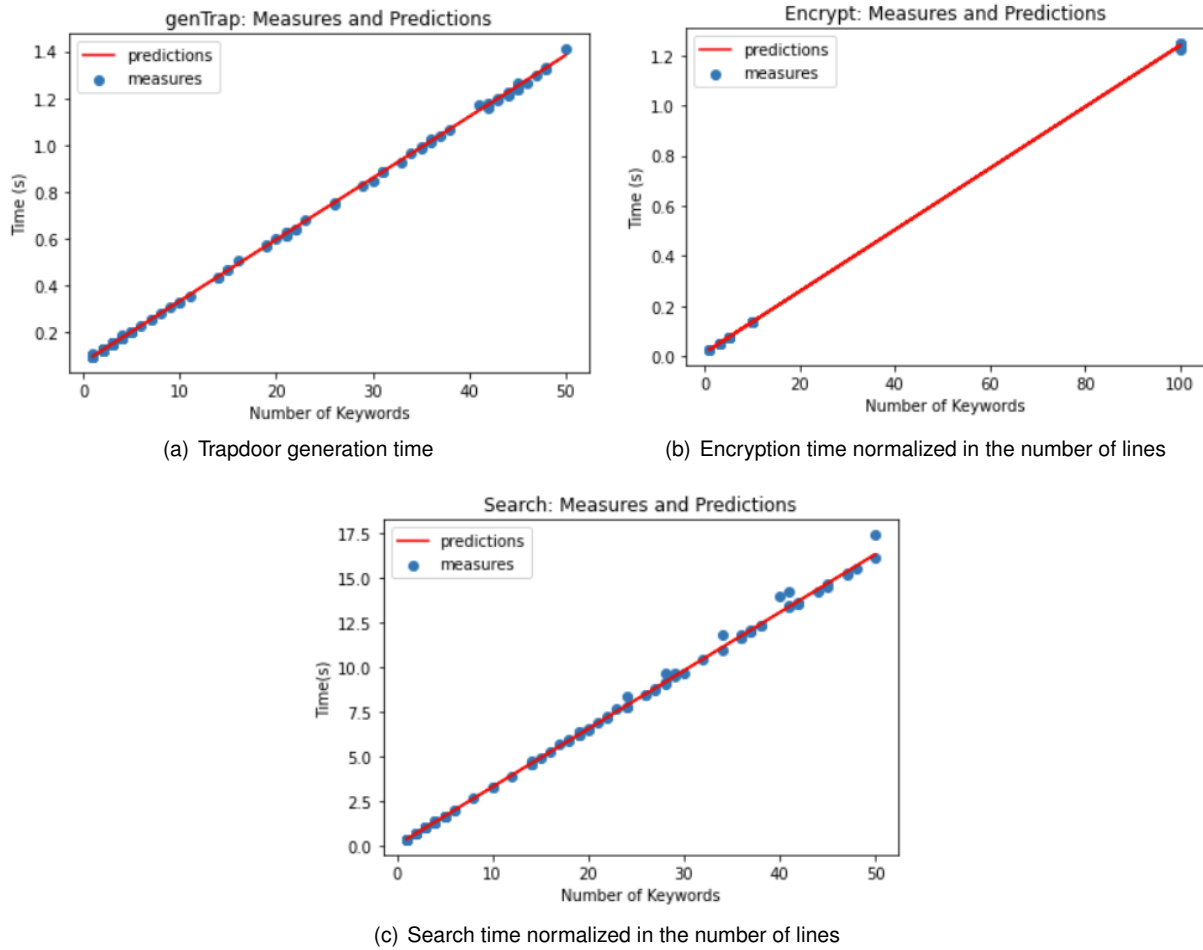 genTrap: Measures and Predictions
predictions
measures
Time (s)
1.4
1.2
1.0
0.8
0.6
0.4
0.2
0 10 20 30 40 50
Number of Keywords
(a) Trapdoor generation time
Encrypt: Measures and Predictions
predictions
measures
Time (s)
1.2
1.0
0.8
0.6
0.4
0.2
0.0
0 20 40 60 80 100
Number of Keywords
(b) Encryption time normalized in the number of lines
Search: Measures and Predictions
predictions
measures
Time(s)
17.5
15.0
12.5
10.0
7.5
5.0
2.5
0.0
0 10 20 30 40 50
Number of Keywords
(c) Search time normalized in the number of lines